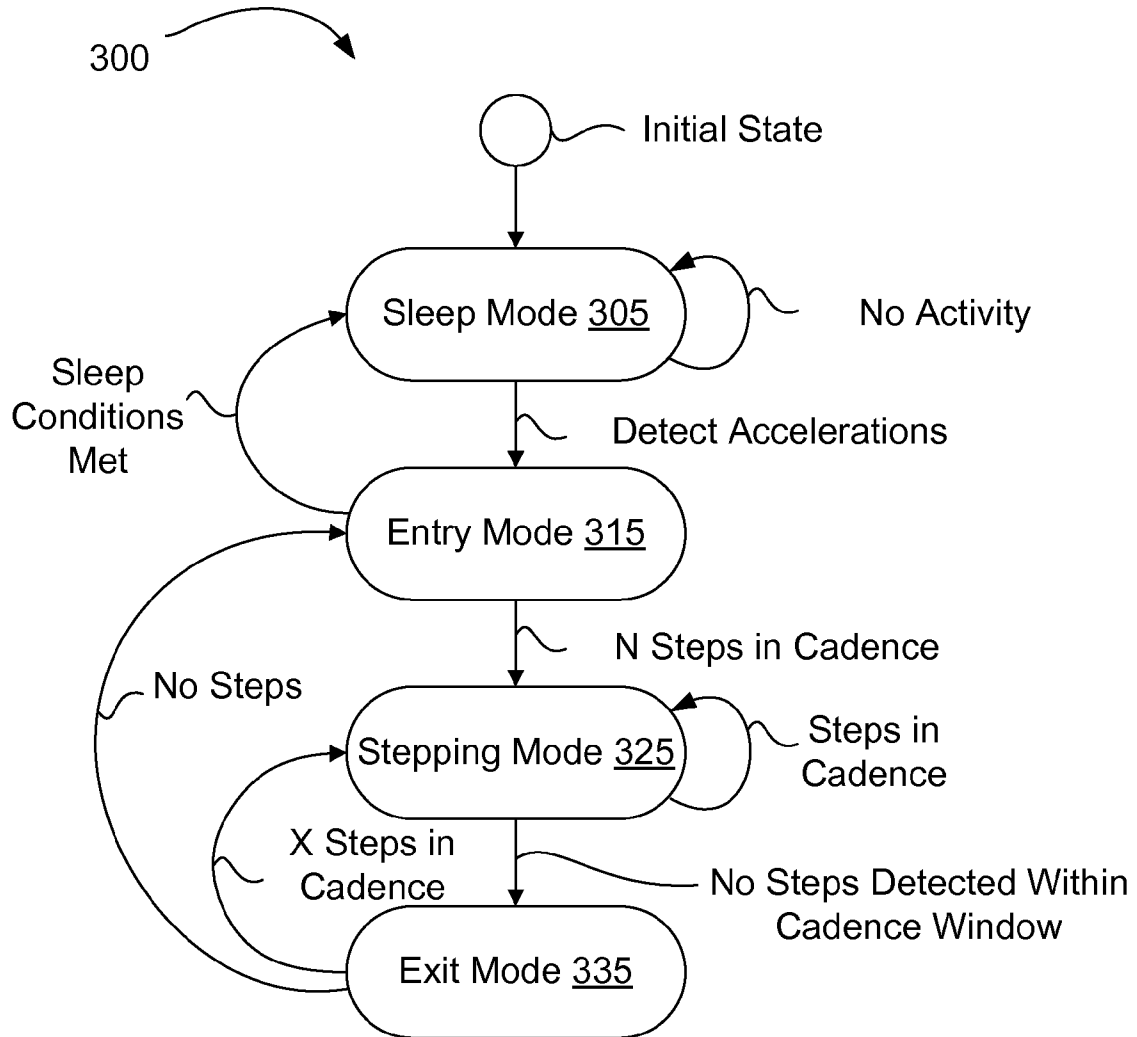 300
Initial State
Sleep Mode 305
No Activity
Sleep
Conditions
Met
Detect Accelerations
Entry Mode 315
N Steps in Cadence
No Steps
Stepping Mode 325
Steps in
Cadence
X Steps in
Cadence
No Steps Detected Within
Cadence Window
Exit Mode 335